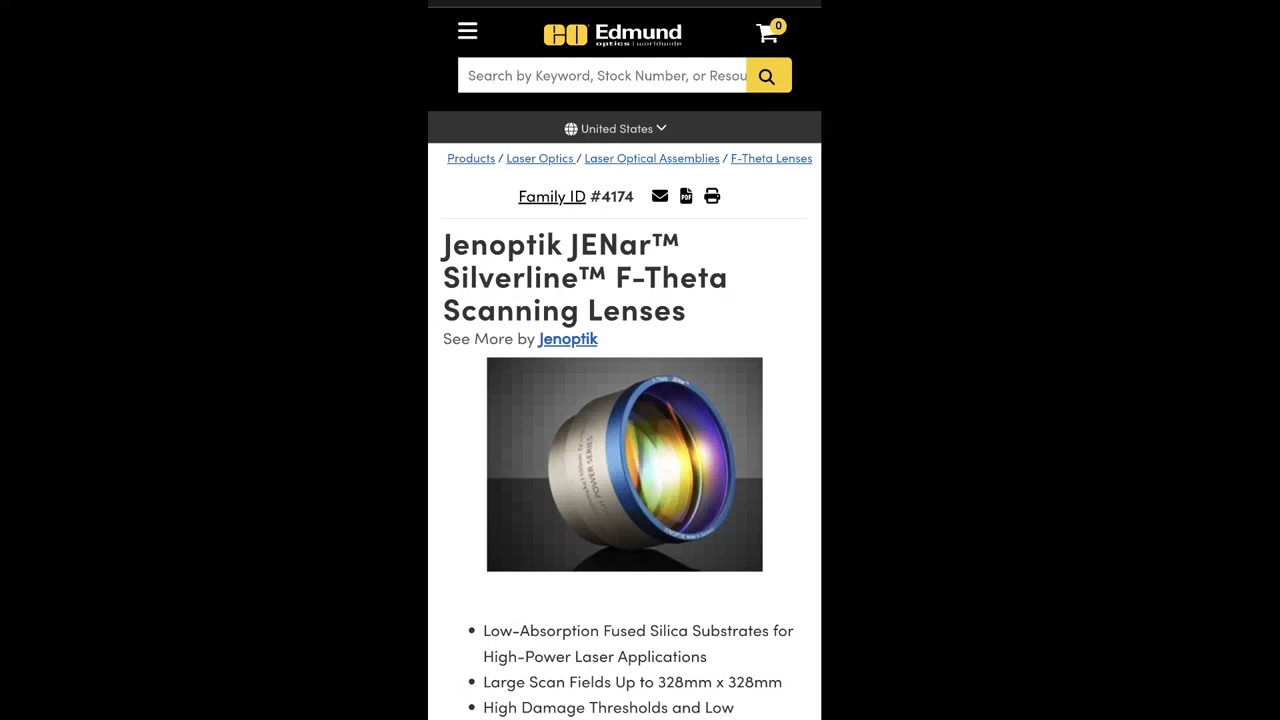 0
EO Edmund
optics | worldwide
Search by Keyword, Stock Number, or Resou
United States
Products / Laser Optics / Laser Optical Assemblies / F-Theta Lenses
Family ID #4174
PDF
Jenoptik JENar™
Silverline™ F-Theta
Scanning Lenses
See More by Jenoptik
• Low-Absorption Fused Silica Substrates for
High-Power Laser Applications
• Large Scan Fields Up to 328mm x 328mm
• High Damage Thresholds and Low